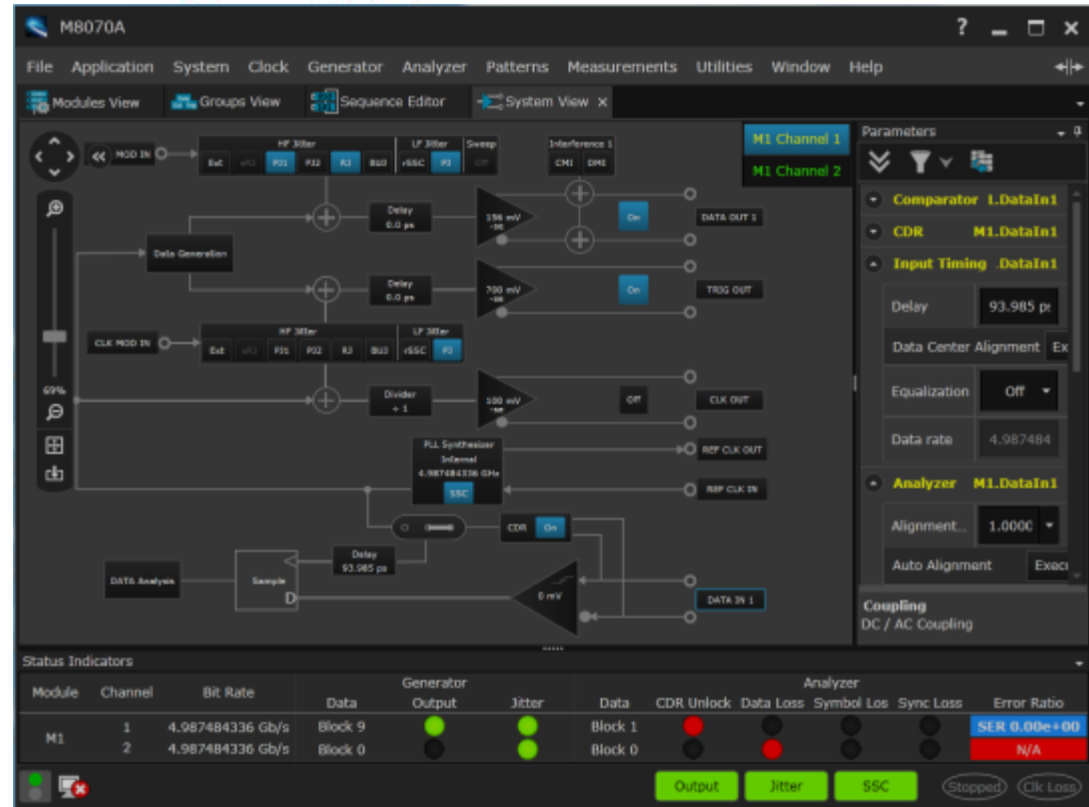 M8070A
?
File Application System Clock Generator Analyzer Patterns Measurements Utilities Window Help
Modules View Groups View Sequence Editor System View ×
M1 Channel 1
M1 Channel 2
MOD IN
HF Jitter LF Jitter Sweep
Ext PJ1 PJ2 RJ BUJ rSSC PJ Off
Interference 1
CMI DMI
Delay
0.0 ps
On
DATA OUT 1
Data Generation
Delay
0.0 ps
700 mV
On
TRIG OUT
CLK MOD IN
HF Jitter LF Jitter
Ext PJ1 PJ2 RJ BUJ rSSC PJ
69%
Divider
÷ 1
Off
CLK OUT
PLL Synthesizer
Internal
4.987484336 GHz
SSC
REF CLK OUT
REF CLK IN
CDR On
Delay
93.985 ps
DATA Analysis
Sample
D
0 mV
DATA IN 1
Parameters
Comparator 1.DataIn1
CDR M1.DataIn1
Input Timing .DataIn1
Delay 93.985 ps
Data Center Alignment Ex
Equalization Off
Data rate 4.987484
Analyzer M1.DataIn1
Alignment... 1.0000
Auto Alignment Execu
Coupling
DC / AC Coupling
Status Indicators
Generator Analyzer
Module Channel Bit Rate Data Output Jitter Data CDR Unlock Data Loss Symbol Los Sync Loss Error Ratio
M1
1 4.987484336 Gb/s Block 9 Block 1 SER 0.00e+00
2 4.987484336 Gb/s Block 0 Block 0 N/A
Output Jitter SSC Stopped Clk Loss